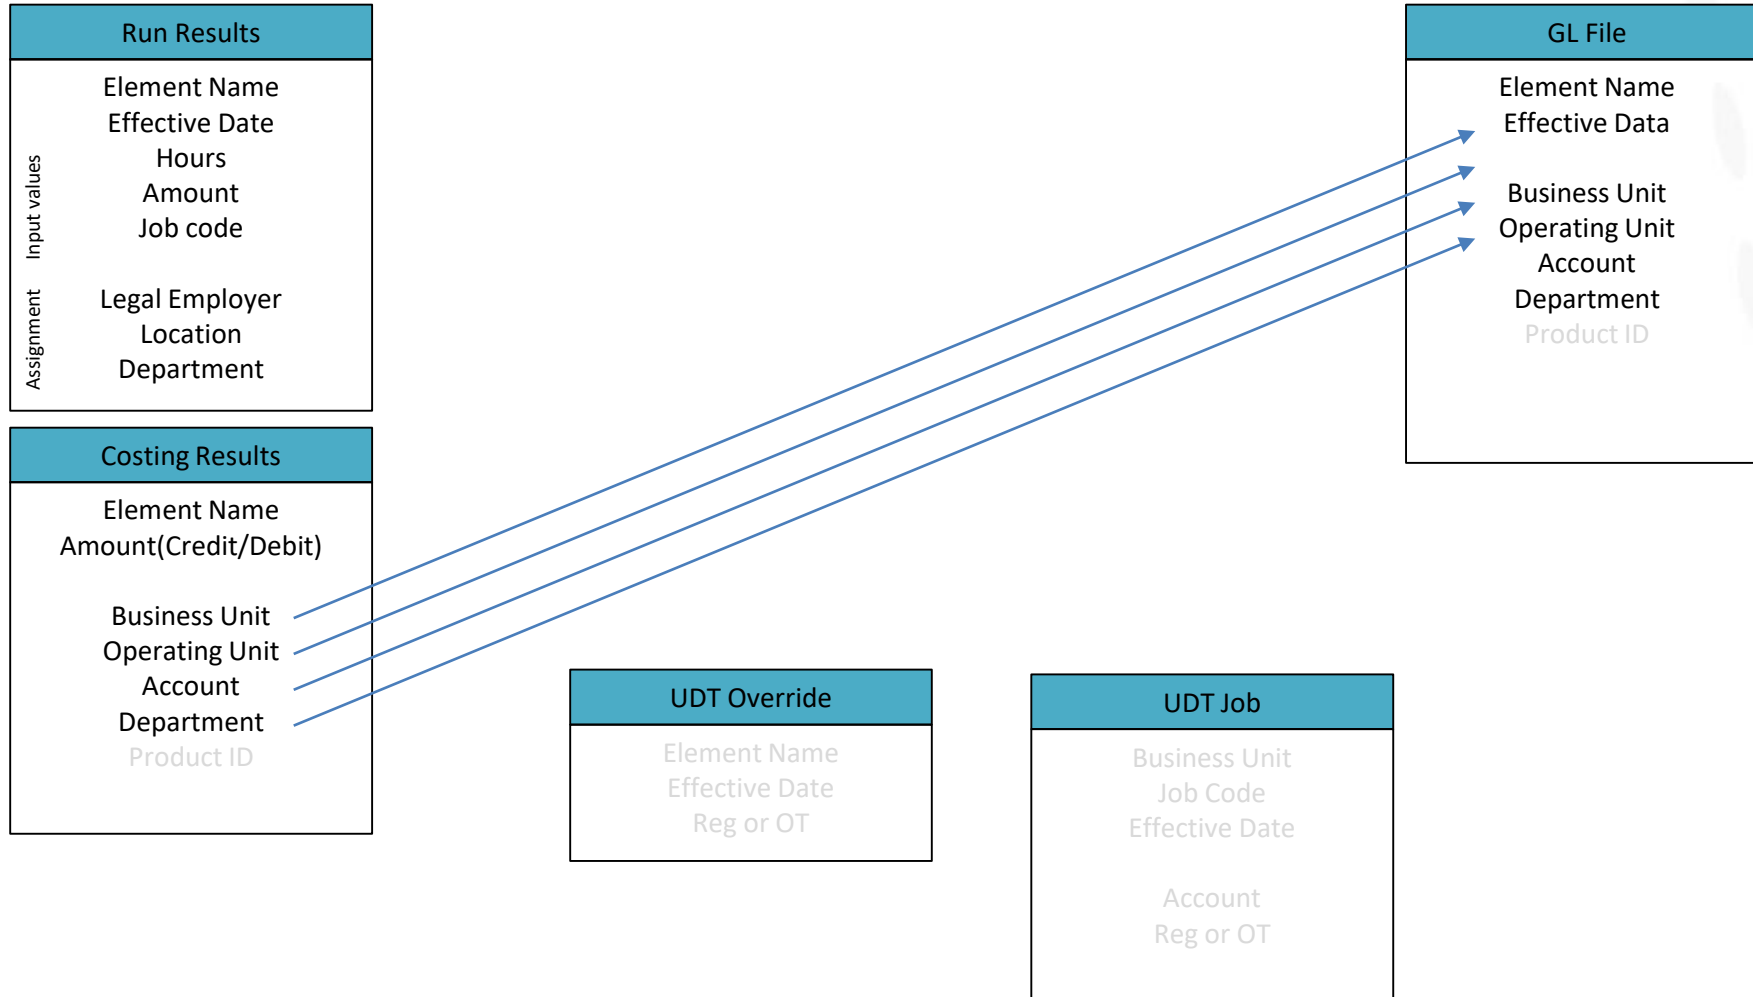 Run Results
Element Name
Effective Date
Hours
Amount
Job code
Input values
Legal Employer
Location
Department
Assignment
Costing Results
Element Name
Amount(Credit/Debit)
Business Unit
Operating Unit
Account
Department
Product ID
UDT Override
Element Name
Effective Date
Reg or OT
UDT Job
Business Unit
Job Code
Effective Date
Account
Reg or OT
GL File
Element Name
Effective Data
Business Unit
Operating Unit
Account
Department
Product ID